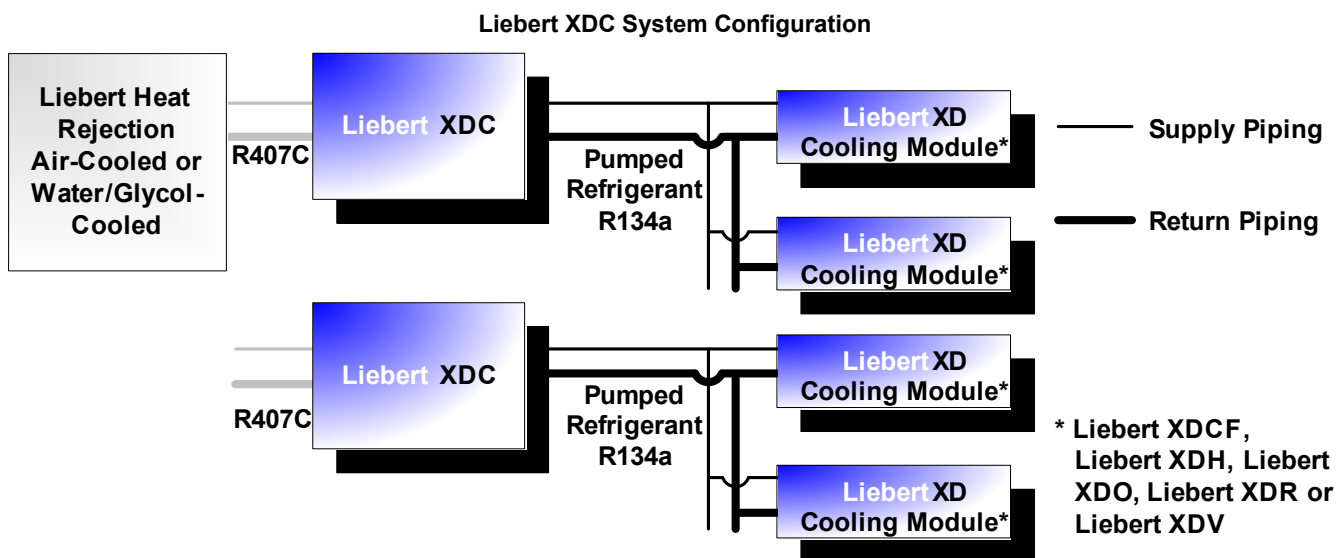 Liebert XDC System Configuration
Liebert Heat
Rejection
Air-Cooled or
Water/Glycol-
Cooled
R407C
Liebert XDC
Pumped
Refrigerant
R134a
Liebert XD
Cooling Module*
Liebert XD
Cooling Module*
Supply Piping
Return Piping
R407C
Liebert XDC
Pumped
Refrigerant
R134a
Liebert XD
Cooling Module*
Liebert XD
Cooling Module*
* Liebert XDCF,
Liebert XDH, Liebert
XDO, Liebert XDR or
Liebert XDV